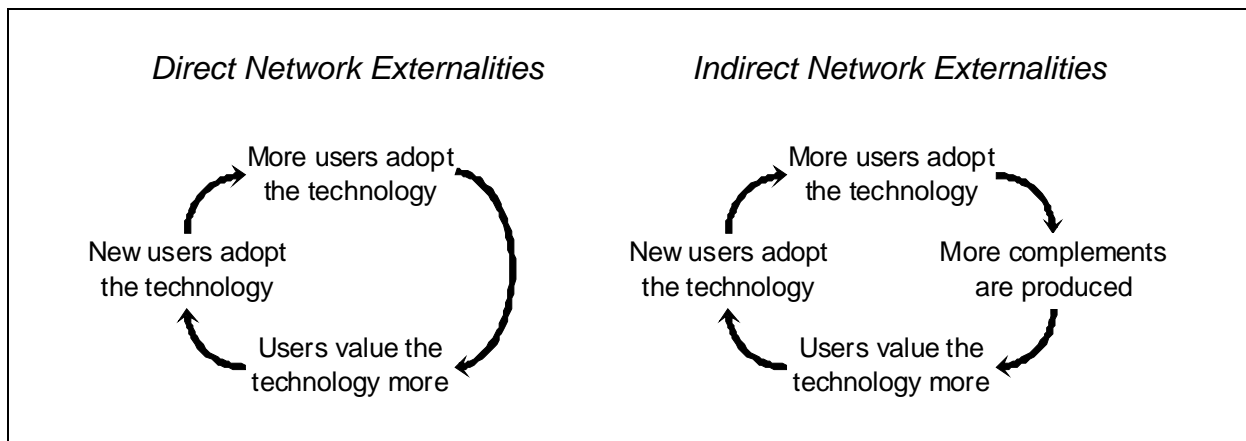 Direct Network Externalities
More users adopt
the technology
New users adopt
the technology
Users value the
technology more
Indirect Network Externalities
More users adopt
the technology
New users adopt
the technology
More complements
are produced
Users value the
technology more